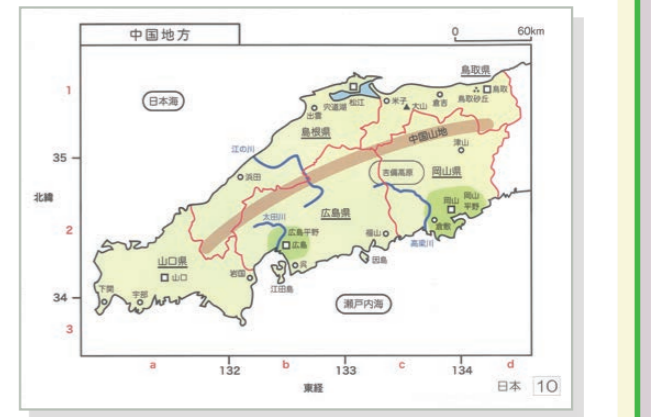 中国地方
0 60km
鳥取県
1
日本海
宍道湖
松江
米子
大山
倉吉
鳥取砂丘
鳥取
出雲
島根県
中国山地
津山
江の川
35
浜田
吉備高原
岡山県
北緯
岡山
岡山平野
太田川
広島県
2
広島平野
広島
福山
倉敷
高梁川
山口県
山口
岩国
呉
因島
江田島
下関
宇部
34
瀬戸内海
3
a b c d
132 133 134
東経
日本 10